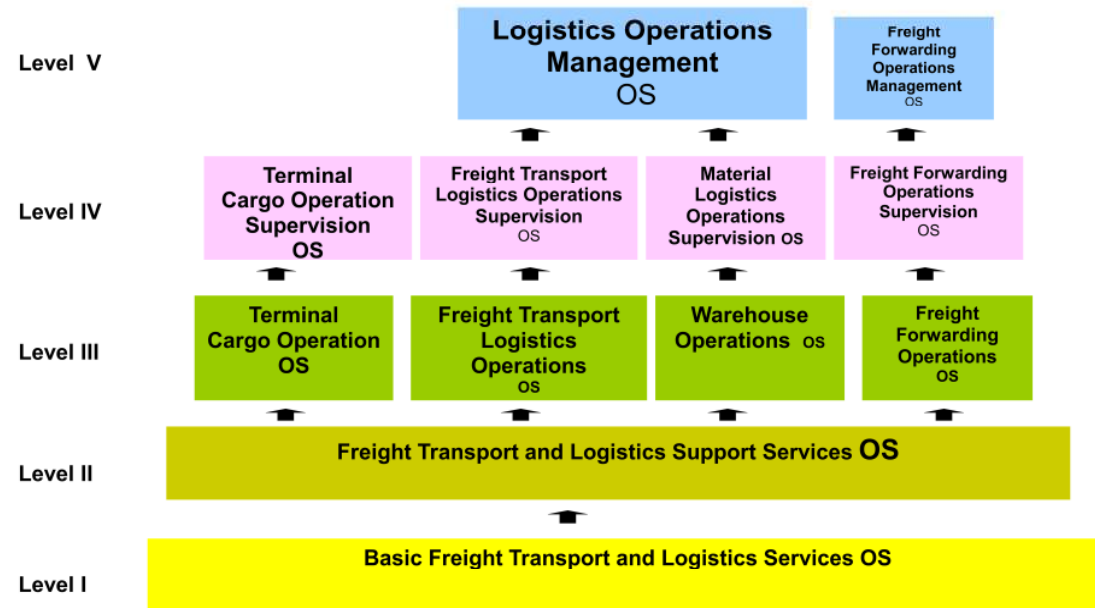 Level V
Logistics Operations
Management
OS
Freight
Forwarding
Operations
Management
OS
Level IV
Terminal
Cargo Operation
Supervision
OS
Freight Transport
Logistics Operations
Supervision
OS
Material
Logistics
Operations
Supervision OS
Freight Forwarding
Operations
Supervision
OS
Level III
Terminal
Cargo Operation
OS
Freight Transport
Logistics
Operations
OS
Warehouse
Operations OS
Freight
Forwarding
Operations
OS
Level II
Freight Transport and Logistics Support Services OS
Level I
Basic Freight Transport and Logistics Services OS